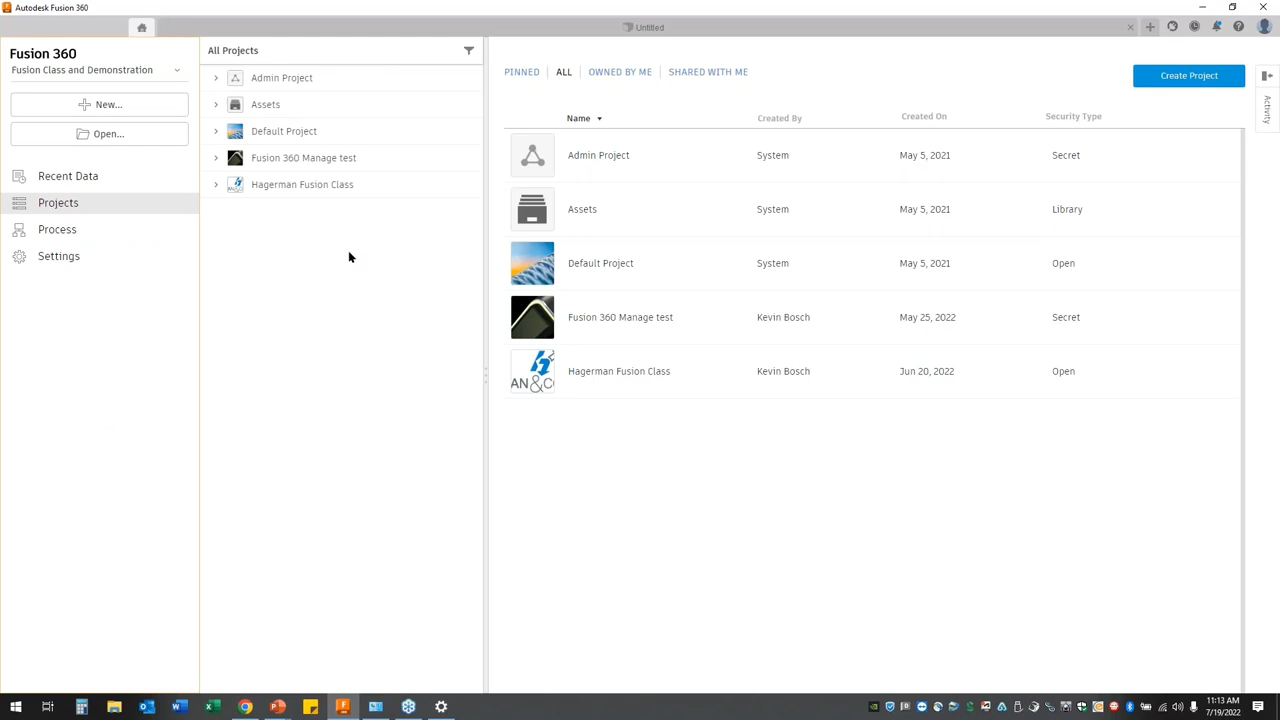 Autodesk Fusion 360
Untitled
Fusion 360
Fusion Class and Demonstration
New...
Open...
Recent Data
Projects
Process
Settings
All Projects
Admin Project
Assets
Default Project
Fusion 360 Manage test
Hagerman Fusion Class
PINNED ALL OWNED BY ME SHARED WITH ME
Create Project
Activity
Name Created By Created On Security Type
Admin Project System May 5, 2021 Secret
Assets System May 5, 2021 Library
Default Project System May 5, 2021 Open
Fusion 360 Manage test Kevin Bosch May 25, 2022 Secret
AN&CO
Hagerman Fusion Class Kevin Bosch Jun 20, 2022 Open
11:13 AM
7/19/2022